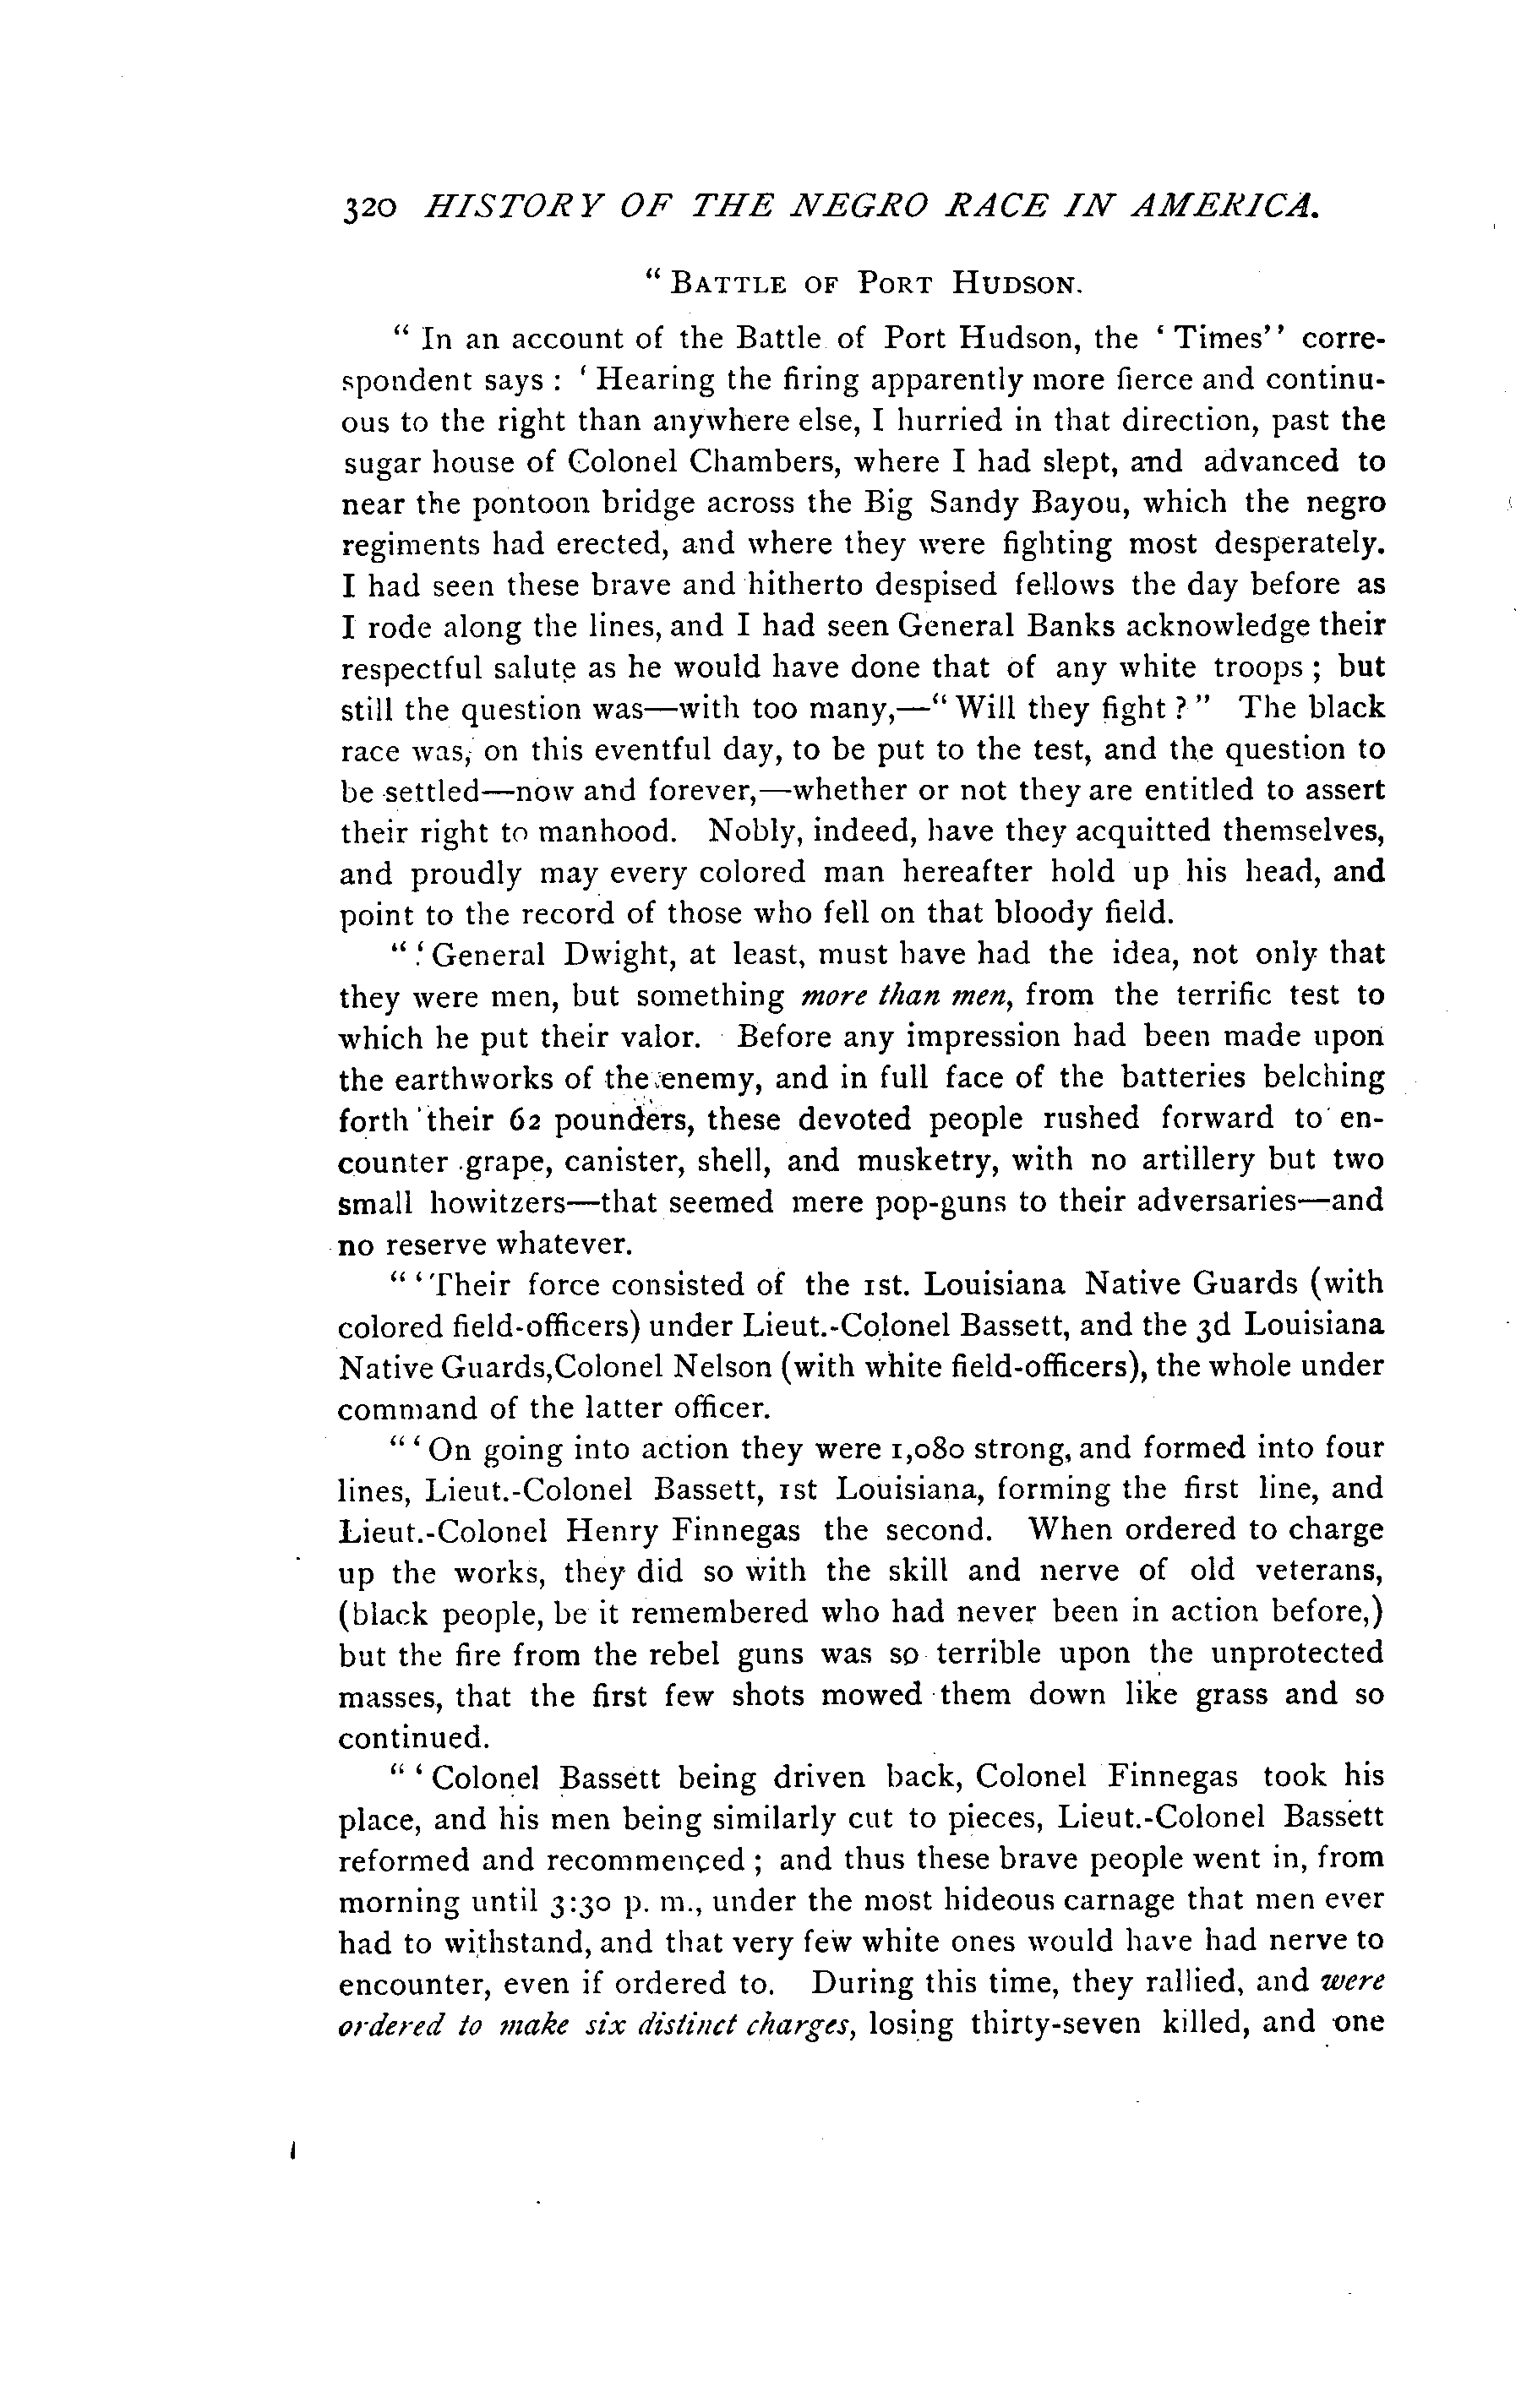 320 HISTORY OF THE NEGRO RACE IN AMERICA.
“ BATTLE OF PORT HUDSON.
“ In an account of the Battle of Port Hudson, the ‘ Times’’ corre-
spondent says : ‘ Hearing the firing apparently more fierce and continu-
ous to the right than anywhere else, I hurried in that direction, past the
sugar house of Colonel Chambers, where I had slept, and advanced to
near the pontoon bridge across the Big Sandy Bayou, which the negro
regiments had erected, and where they were fighting most desperately.
I had seen these brave and hitherto despised fellows the day before as
I rode along the lines, and I had seen General Banks acknowledge their
respectful salute as he would have done that of any white troops ; but
still the question was—with too many,—“ Will they fight ? ” The black
race was, on this eventful day, to be put to the test, and the question to
be settled—now and forever,—whether or not they are entitled to assert
their right to manhood. Nobly, indeed, have they acquitted themselves,
and proudly may every colored man hereafter hold up his head, and
point to the record of those who fell on that bloody field.
“ ‘ General Dwight, at least, must have had the idea, not only that
they were men, but something more than men, from the terrific test to
which he put their valor. Before any impression had been made upon
the earthworks of the enemy, and in full face of the batteries belching
forth their 62 pounders, these devoted people rushed forward to en-
counter grape, canister, shell, and musketry, with no artillery but two
small howitzers—that seemed mere pop-guns to their adversaries—and
no reserve whatever.
“ ‘ Their force consisted of the 1st. Louisiana Native Guards (with
colored field-officers) under Lieut.-Colonel Bassett, and the 3d Louisiana
Native Guards,Colonel Nelson (with white field-officers), the whole under
command of the latter officer.
“ ‘ On going into action they were 1,080 strong, and formed into four
lines, Lieut.-Colonel Bassett, 1st Louisiana, forming the first line, and
Lieut.-Colonel Henry Finnegas the second. When ordered to charge
up the works, they did so with the skill and nerve of old veterans,
(black people, be it remembered who had never been in action before,)
but the fire from the rebel guns was so terrible upon the unprotected
masses, that the first few shots mowed them down like grass and so
continued.
“ ‘ Colonel Bassett being driven back, Colonel Finnegas took his
place, and his men being similarly cut to pieces, Lieut.-Colonel Bassett
reformed and recommenced ; and thus these brave people went in, from
morning until 3:30 p. m., under the most hideous carnage that men ever
had to withstand, and that very few white ones would have had nerve to
encounter, even if ordered to. During this time, they rallied, and were
ordered to make six distinct charges, losing thirty-seven killed, and one